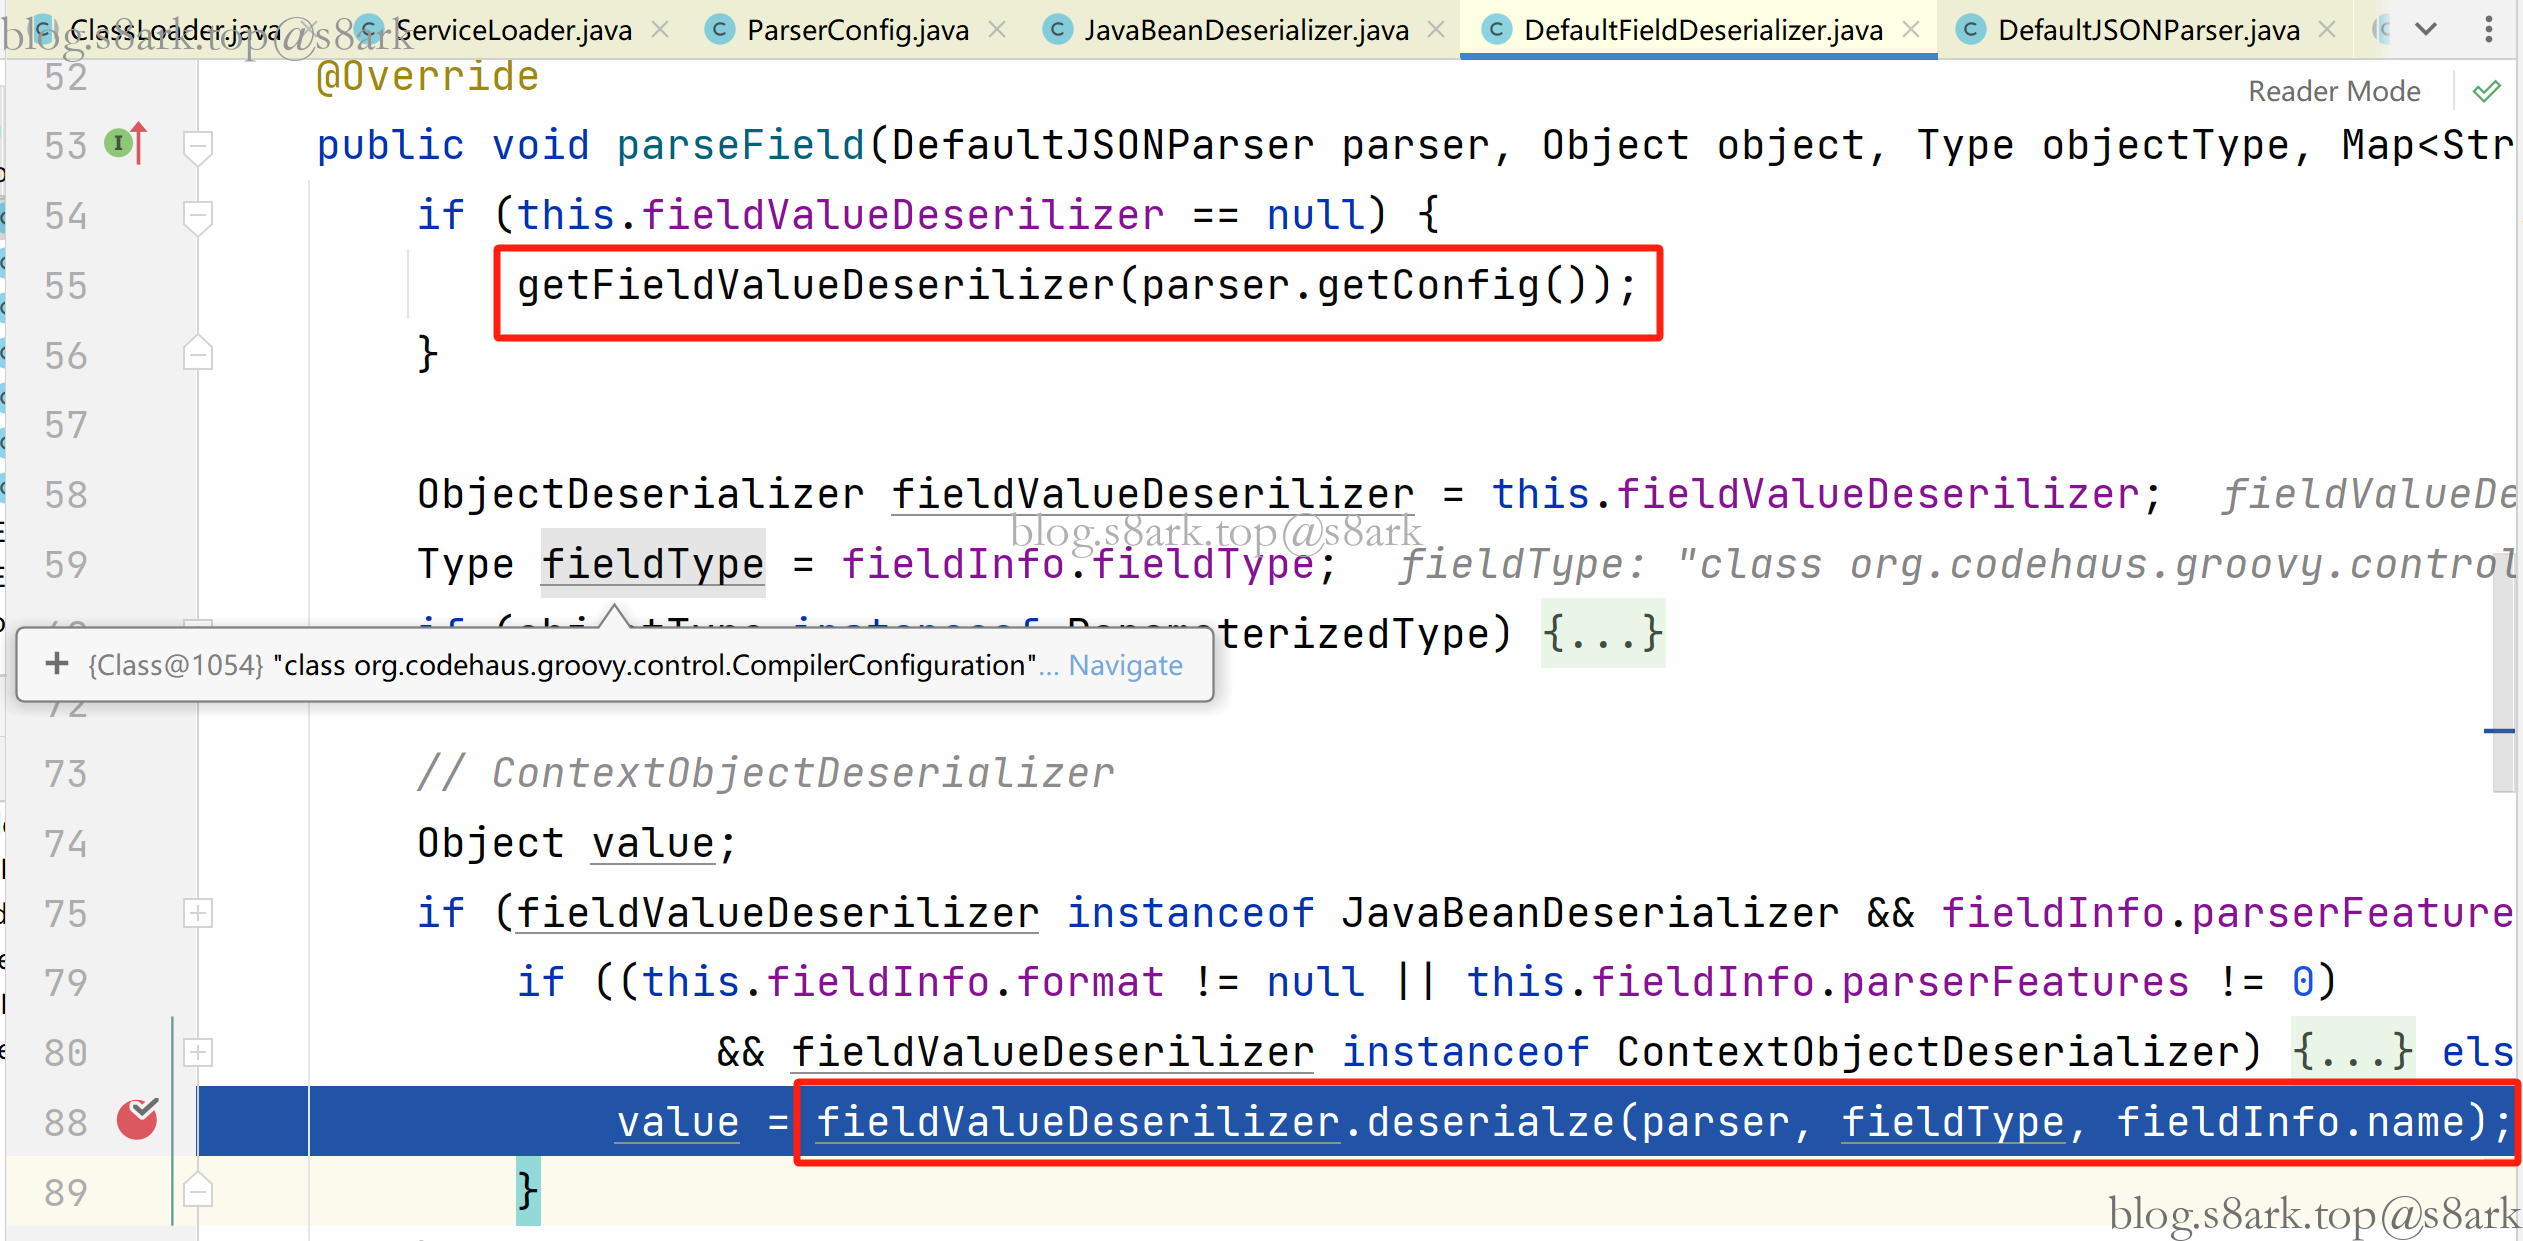 ClassLoader.java ServiceLoader.java ParserConfig.java JavaBeanDeserializer.java DefaultFieldDeserializer.java DefaultJSONParser.java
blog.s8ark.top@s8ark
Reader Mode
52 @Override
53 public void parseField(DefaultJSONParser parser, Object object, Type objectType, Map<Str
54 if (this.fieldValueDeserilizer == null) {
55 getFieldValueDeserilizer(parser.getConfig());
56 }
57
58 ObjectDeserializer fieldValueDeserilizer = this.fieldValueDeserilizer; fieldValueDe
blog.s8ark.top@s8ark
59 Type fieldType = fieldInfo.fieldType; fieldType: "class org.codehaus.groovy.control
if (objectType instanceof ParameterizedType) {...}
+ {Class@1054} "class org.codehaus.groovy.control.CompilerConfiguration"... Navigate
72
73 // ContextObjectDeserializer
74 Object value;
75 if (fieldValueDeserilizer instanceof JavaBeanDeserializer && fieldInfo.parserFeature
79 if ((this.fieldInfo.format != null || this.fieldInfo.parserFeatures != 0)
80 && fieldValueDeserilizer instanceof ContextObjectDeserializer) {...} els
88 value = fieldValueDeserilizer.deserialze(parser, fieldType, fieldInfo.name);
89 }
blog.s8ark.top@s8ark